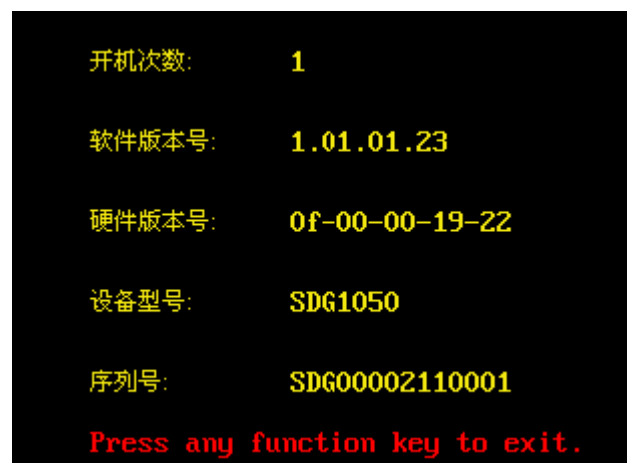 开机次数: 1
软件版本号: 1.01.01.23
硬件版本号: 0f-00-00-19-22
设备型号: SDG1050
序列号: SDG00002110001
Press any function key to exit.